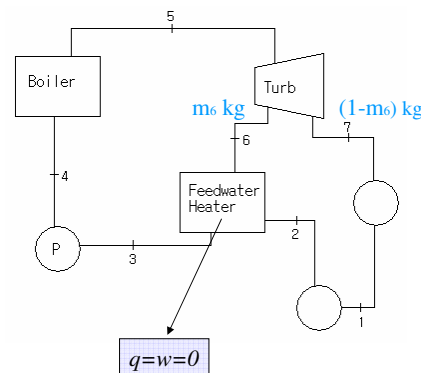 5
Boiler
Turb
m₆ kg
(1-m₆) kg
7
6
4
Feedwater
Heater
2
P
3
1
q=w=0